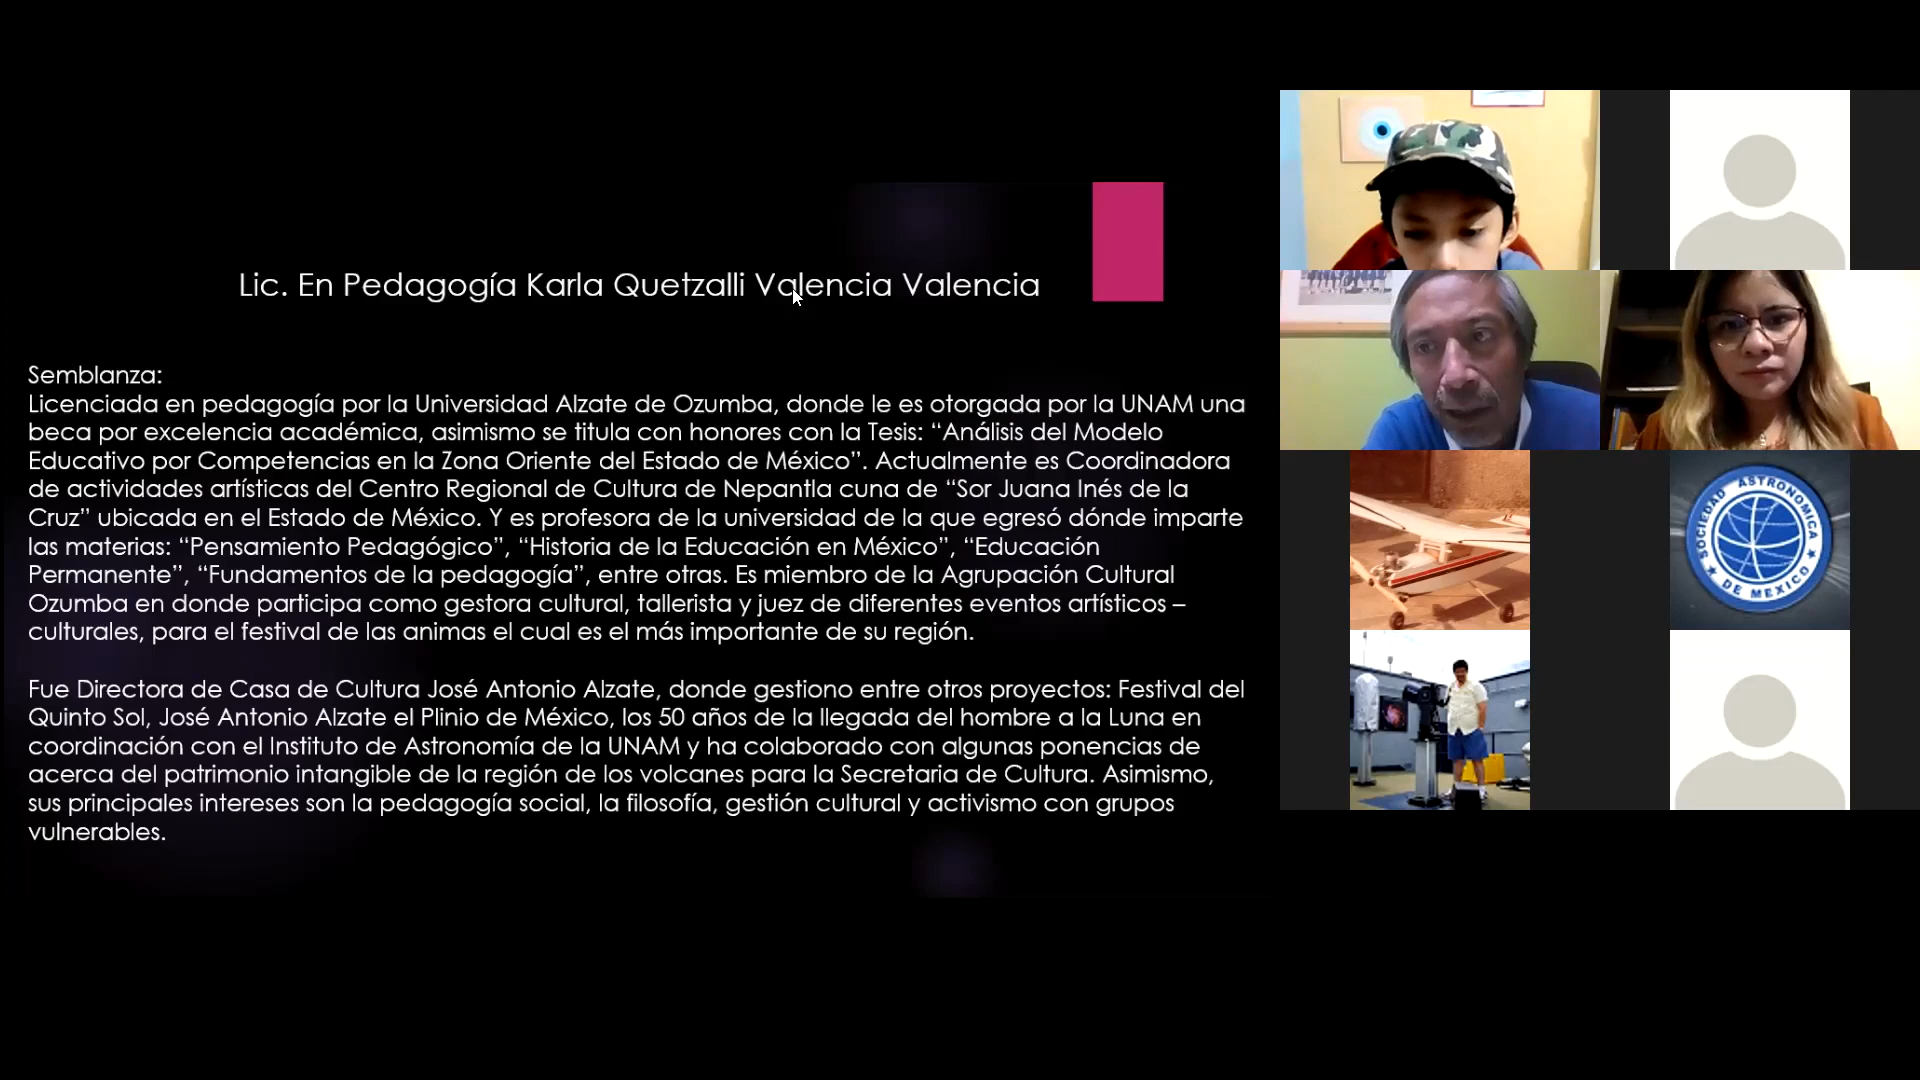 Lic. En Pedagogía Karla Quetzalli Valencia Valencia
Semblanza:
Licenciada en pedagogía por la Universidad Alzate de Ozumba, donde le es otorgada por la UNAM una
beca por excelencia académica, asimismo se titula con honores con la Tesis: “Análisis del Modelo
Educativo por Competencias en la Zona Oriente del Estado de México”. Actualmente es Coordinadora
de actividades artísticas del Centro Regional de Cultura de Nepantla cuna de “Sor Juana Inés de la
Cruz” ubicada en el Estado de México. Y es profesora de la universidad de la que egresó dónde imparte
las materias: “Pensamiento Pedagógico”, “Historia de la Educación en México”, “Educación
Permanente”, “Fundamentos de la pedagogía”, entre otras. Es miembro de la Agrupación Cultural
Ozumba en donde participa como gestora cultural, tallerista y juez de diferentes eventos artísticos –
culturales, para el festival de las animas el cual es el más importante de su región.
Fue Directora de Casa de Cultura José Antonio Alzate, donde gestiono entre otros proyectos: Festival del
Quinto Sol, José Antonio Alzate el Plinio de México, los 50 años de la llegada del hombre a la Luna en
coordinación con el Instituto de Astronomía de la UNAM y ha colaborado con algunas ponencias de
acerca del patrimonio intangible de la región de los volcanes para la Secretaria de Cultura. Asimismo,
sus principales intereses son la pedagogía social, la filosofía, gestión cultural y activismo con grupos
vulnerables.
SOCIEDAD ASTRONOMICA
DE MEXICO